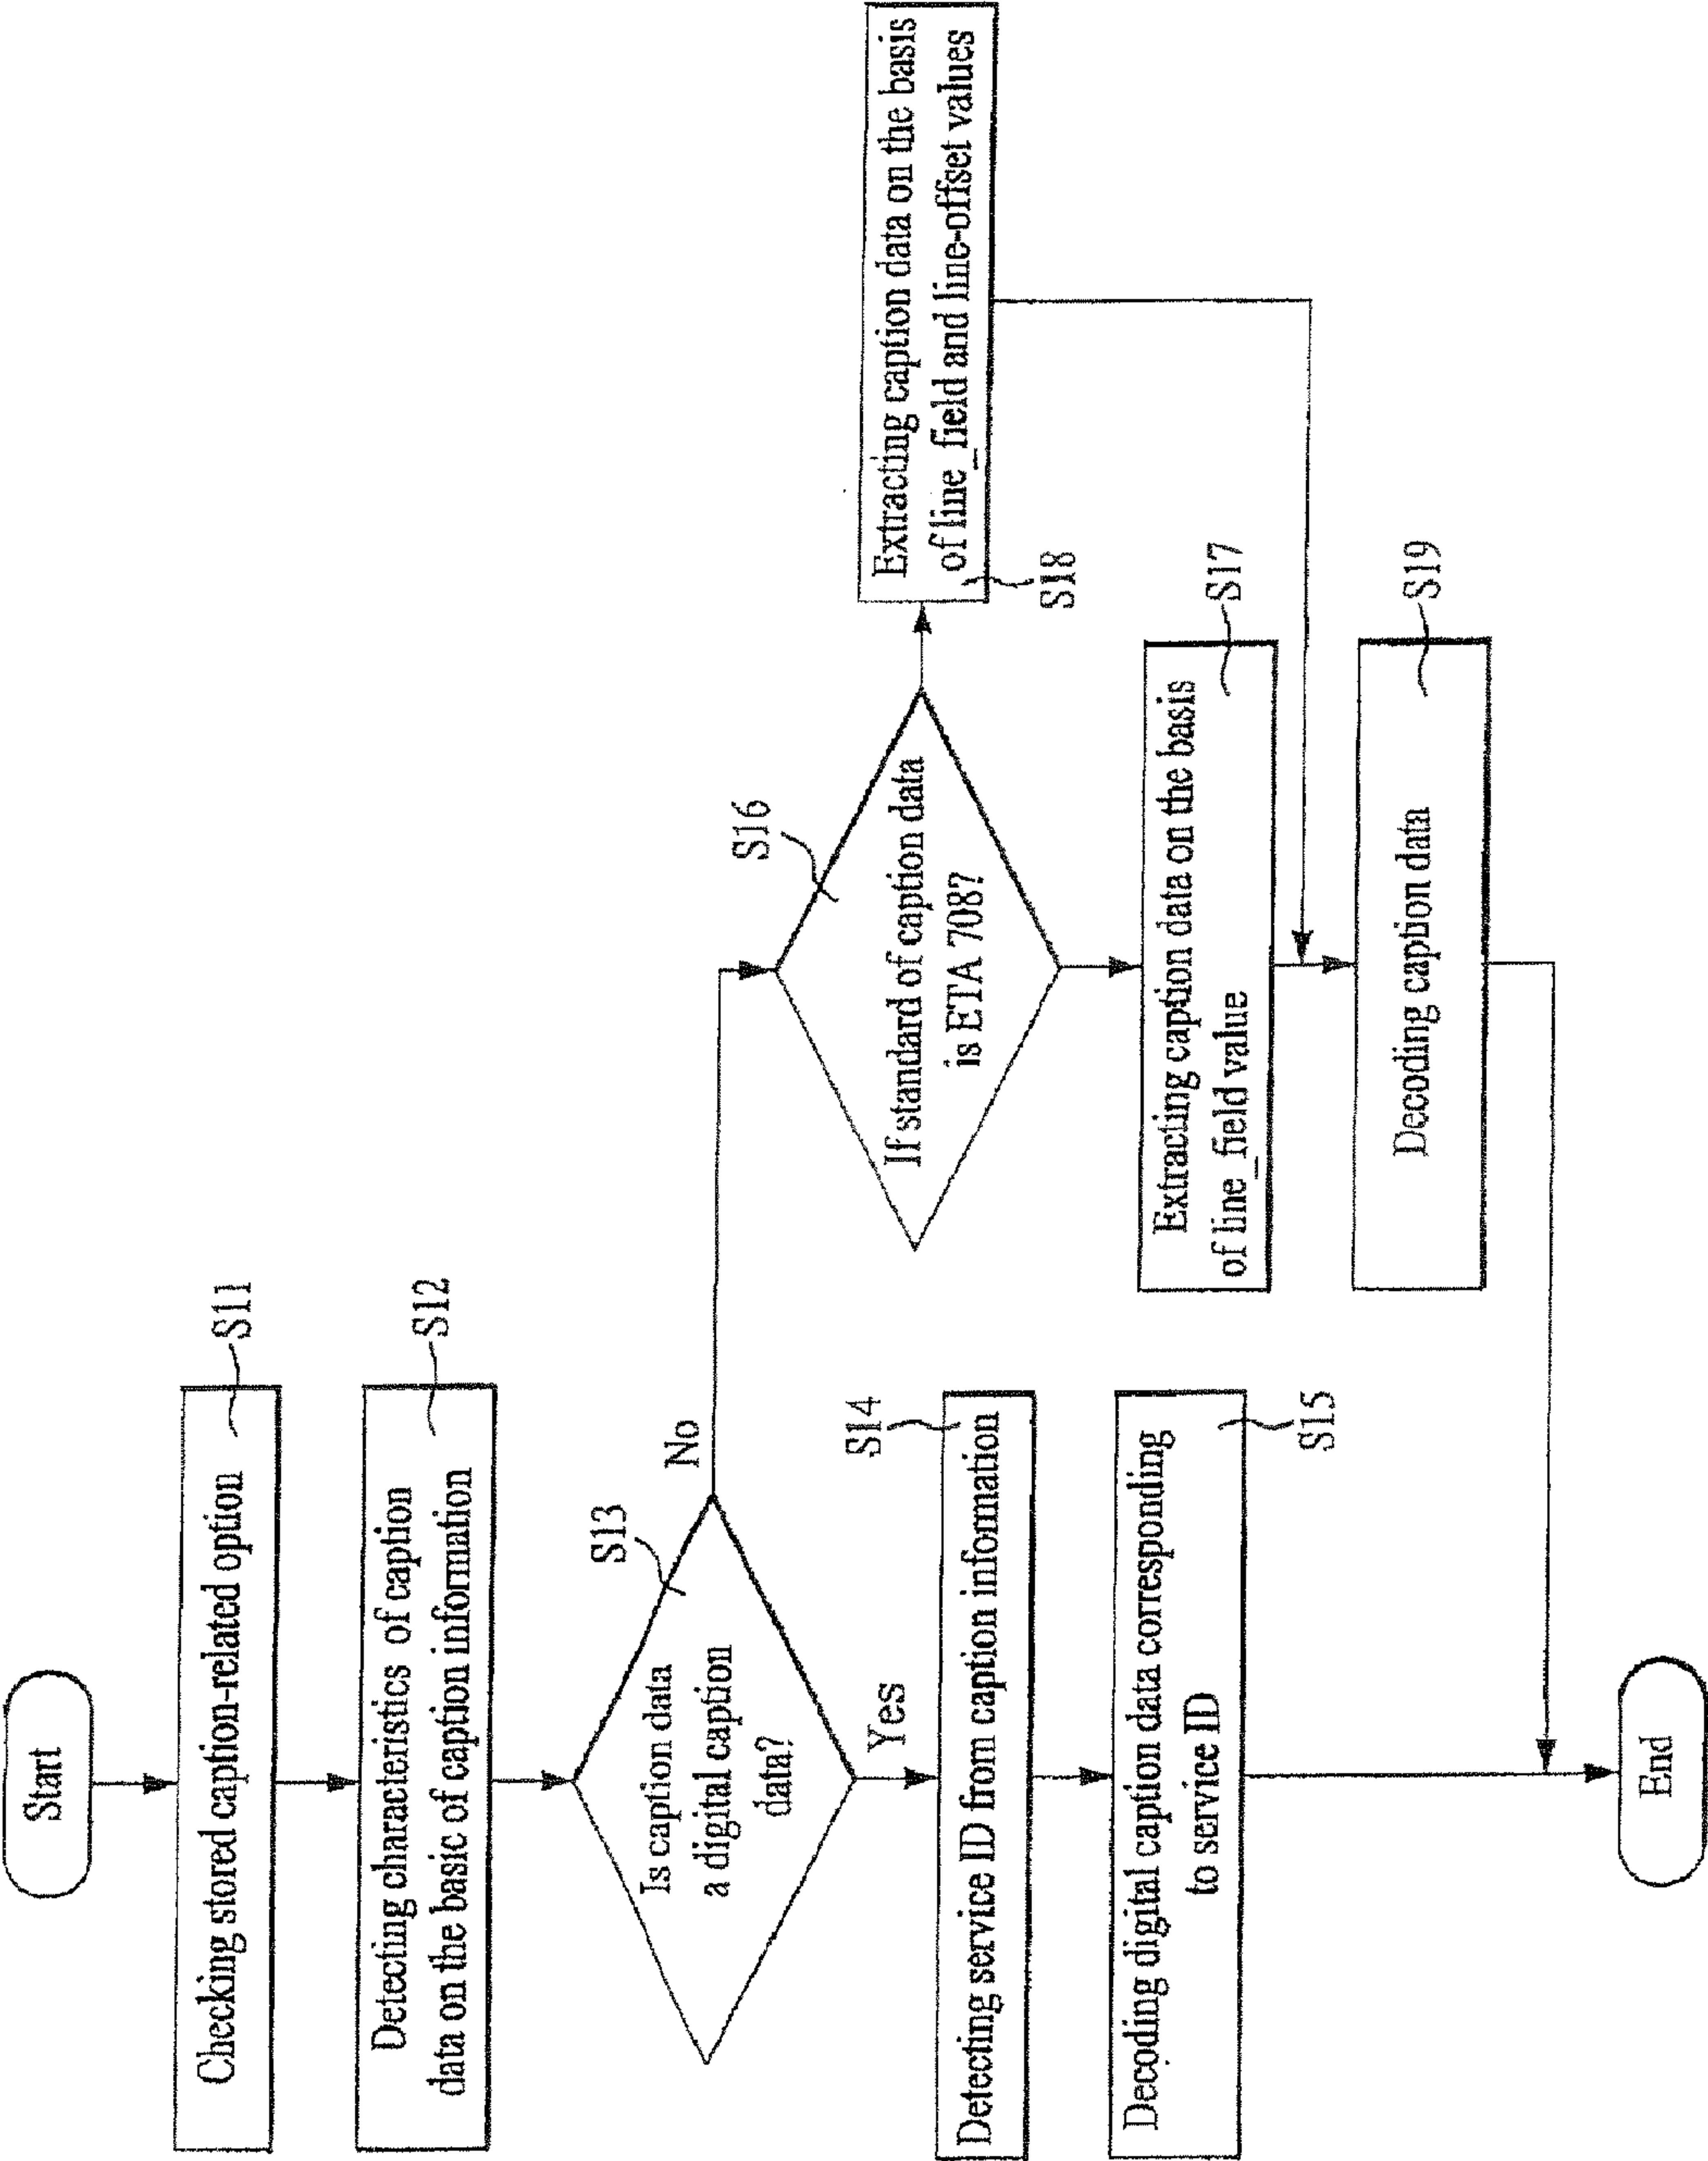 Start
Checking stored caption-related option
S11
Detecting characteristics of caption
data on the basic of caption information
S12
Is caption data
a digital caption
data?
S13
No
Yes
Detecting service ID from caption information
S14
Decoding digital caption data corresponding
to service ID
S15
If standard of caption data
is ETA 708?
S16
Extracting caption data on the basis
of line_field value
S17
Extracting caption data on the basis
of line_field and line-offset values
S18
Decoding caption data
S19
End